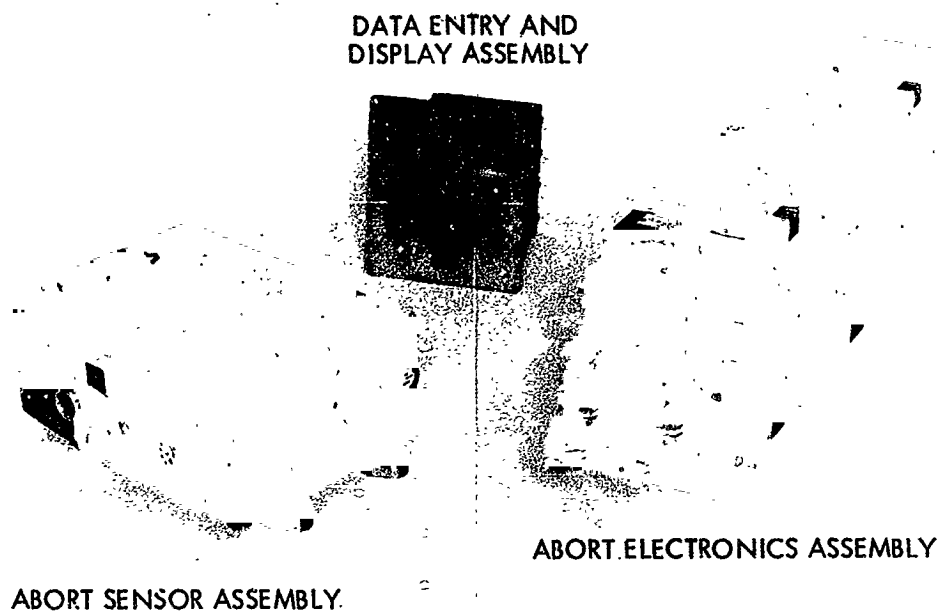 DATA ENTRY AND
DISPLAY ASSEMBLY
ABORT ELECTRONICS ASSEMBLY
ABORT SENSOR ASSEMBLY